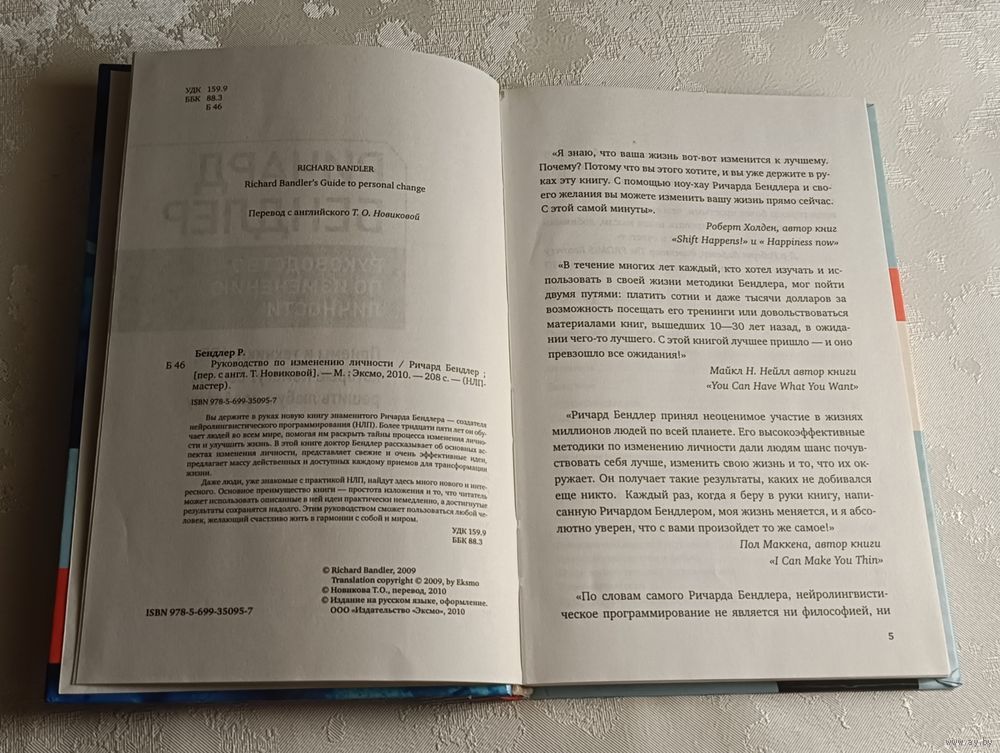 УДК 159.9
ББК 88.3
Б 46
RICHARD BANDLER
Richard Bandler's Guide to personal change
Перевод с английского Т. О. Новиковой
Бендлер Р.
Б 46 Руководство по изменению личности / Ричард Бендлер ;
[пер. с англ. Т. Новиковой]. — М. : Эксмо, 2010. — 208 с. — (НЛП-
мастер).
ISBN 978-5-699-35095-7
Вы держите в руках новую книгу знаменитого Ричарда Бендлера — создателя
нейролингвистического программирования (НЛП). Более тридцати пяти лет он обу-
чает людей во всем мире, помогая им раскрыть тайны процесса изменения лично-
сти и улучшить жизнь. В этой книге доктор Бендлер рассказывает об основных ас-
пектах изменения личности, представляет свежие и очень эффективные идеи,
предлагает массу действенных и доступных каждому приемов для трансформации
жизни.
Даже люди, уже знакомые с практикой НЛП, найдут здесь много нового и инте-
ресного. Основное преимущество книги — простота изложения и то, что читатель
может использовать описанные в ней идеи практически немедленно, а достигнутые
результаты сохранятся надолго. Этим руководством сможет пользоваться любой че-
ловек, желающий счастливо жить в гармонии с собой и миром.
УДК 159.9
ББК 88.3
© Richard Bandler, 2009
Translation copyright © 2009, by Eksmo
© Новикова Т.О., перевод, 2010
© Издание на русском языке, оформление.
ООО «Издательство «Эксмо», 2010
ISBN 978-5-699-35095-7
«Я знаю, что ваша жизнь вот-вот изменится к лучшему.
Почему? Потому что вы этого хотите, и вы уже держите в ру-
ках эту книгу. С помощью ноу-хау Ричарда Бендлера и сво-
его желания вы можете изменить вашу жизнь прямо сейчас.
С этой самой минуты».
Роберт Холден, автор книг
«Shift Happens!» и « Happiness now»
«В течение многих лет каждый, кто хотел изучать и ис-
пользовать в своей жизни методики Бендлера, мог пойти
двумя путями: платить сотни и даже тысячи долларов за
возможность посещать его тренинги или довольствоваться
материалами книг, вышедших 10—30 лет назад, в ожида-
нии чего-то лучшего. С этой книгой лучшее пришло — и оно
превзошло все ожидания!»
Майкл Н. Нейлл автор книги
«You Can Have What You Want»
«Ричард Бендлер принял неоценимое участие в жизнях
миллионов людей по всей планете. Его высокоэффективные
методики по изменению личности дали людям шанс почув-
ствовать себя лучше, изменить свою жизнь и то, что их ок-
ружает. Он получает такие результаты, каких не добивался
еще никто. Каждый раз, когда я беру в руки книгу, напи-
санную Ричардом Бендлером, моя жизнь меняется, и я абсо-
лютно уверен, что с вами произойдет то же самое!»
Пол Маккена, автор книги
«I Can Make You Thin»
«По словам самого Ричарда Бендлера, нейролингвисти-
ческое программирование не является ни философией, ни
5
www.ay.by